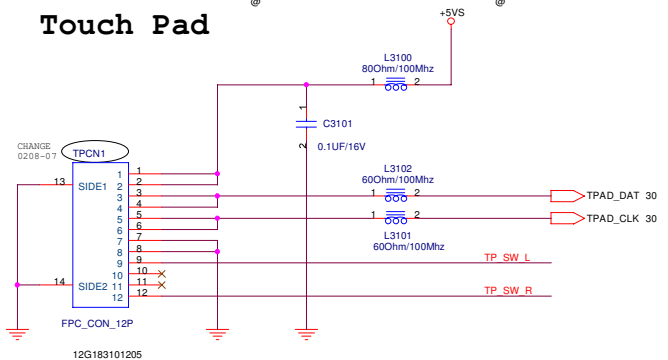 @ @
Touch Pad
+5VS
L3100
80Ohm/100Mhz
1 2
1
C3101
2
0.1UF/16V
CHANGE
0208-07
TPCN1
L3102
60Ohm/100Mhz
13 SIDE1 1 1
2 2
3 3 1 2 TPAD_DAT 30
4 4
5 5 1 2 TPAD_CLK 30
6 6
L3101
60Ohm/100Mhz
7 7
8 8
9 9 TP_SW_L
10 10
14 SIDE2 11 11
12 12 TP_SW_R
FPC_CON_12P
12G183101205